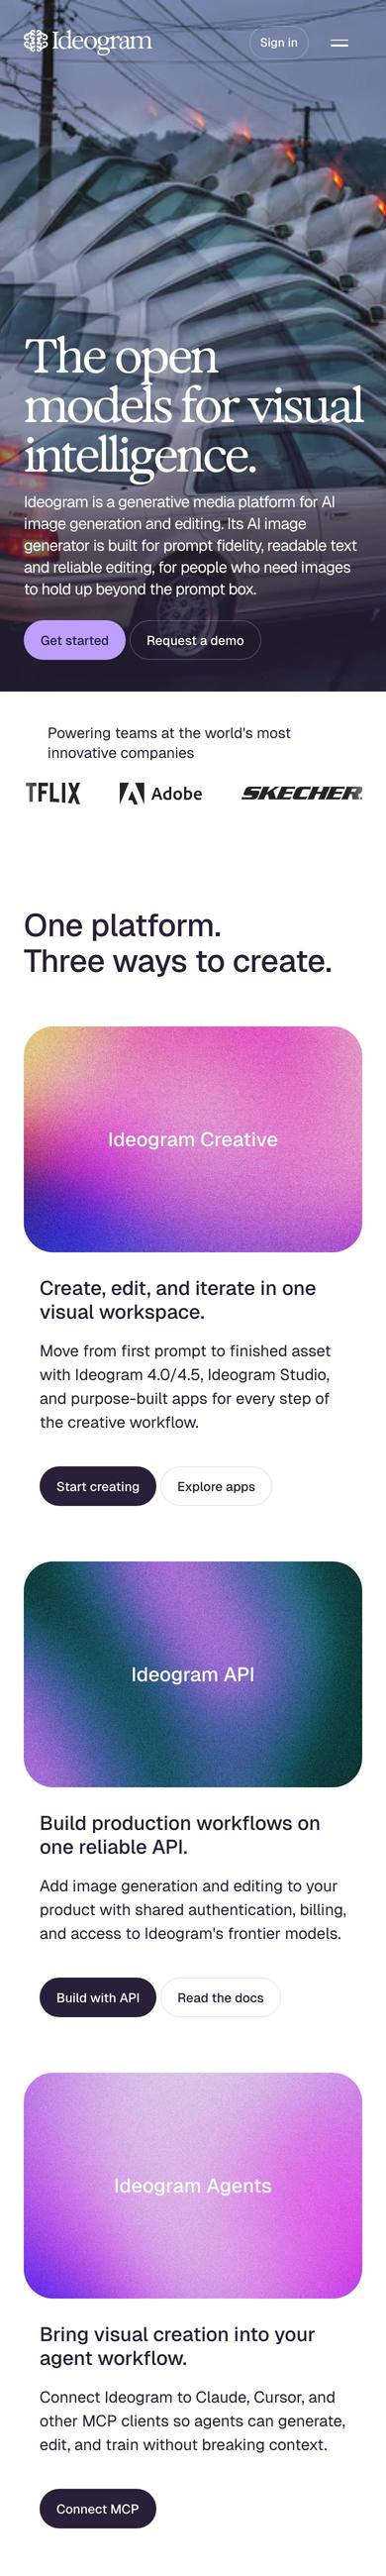 Ideogram
Sign in
The open
models for visual
intelligence.
Ideogram is a generative media platform for AI
image generation and editing. Its AI image
generator is built for prompt fidelity, readable text
and reliable editing, for people who need images
to hold up beyond the prompt box.
Get started
Request a demo
Powering teams at the world's most
innovative companies
TFLIX
Adobe
SKECHER
One platform.
Three ways to create.
Ideogram Creative
Create, edit, and iterate in one
visual workspace.
Move from first prompt to finished asset
with Ideogram 4.0/4.5, Ideogram Studio,
and purpose-built apps for every step of
the creative workflow.
Start creating
Explore apps
Ideogram API
Build production workflows on
one reliable API.
Add image generation and editing to your
product with shared authentication, billing,
and access to Ideogram's frontier models.
Build with API
Read the docs
Ideogram Agents
Bring visual creation into your
agent workflow.
Connect Ideogram to Claude, Cursor, and
other MCP clients so agents can generate,
edit, and train without breaking context.
Connect MCP